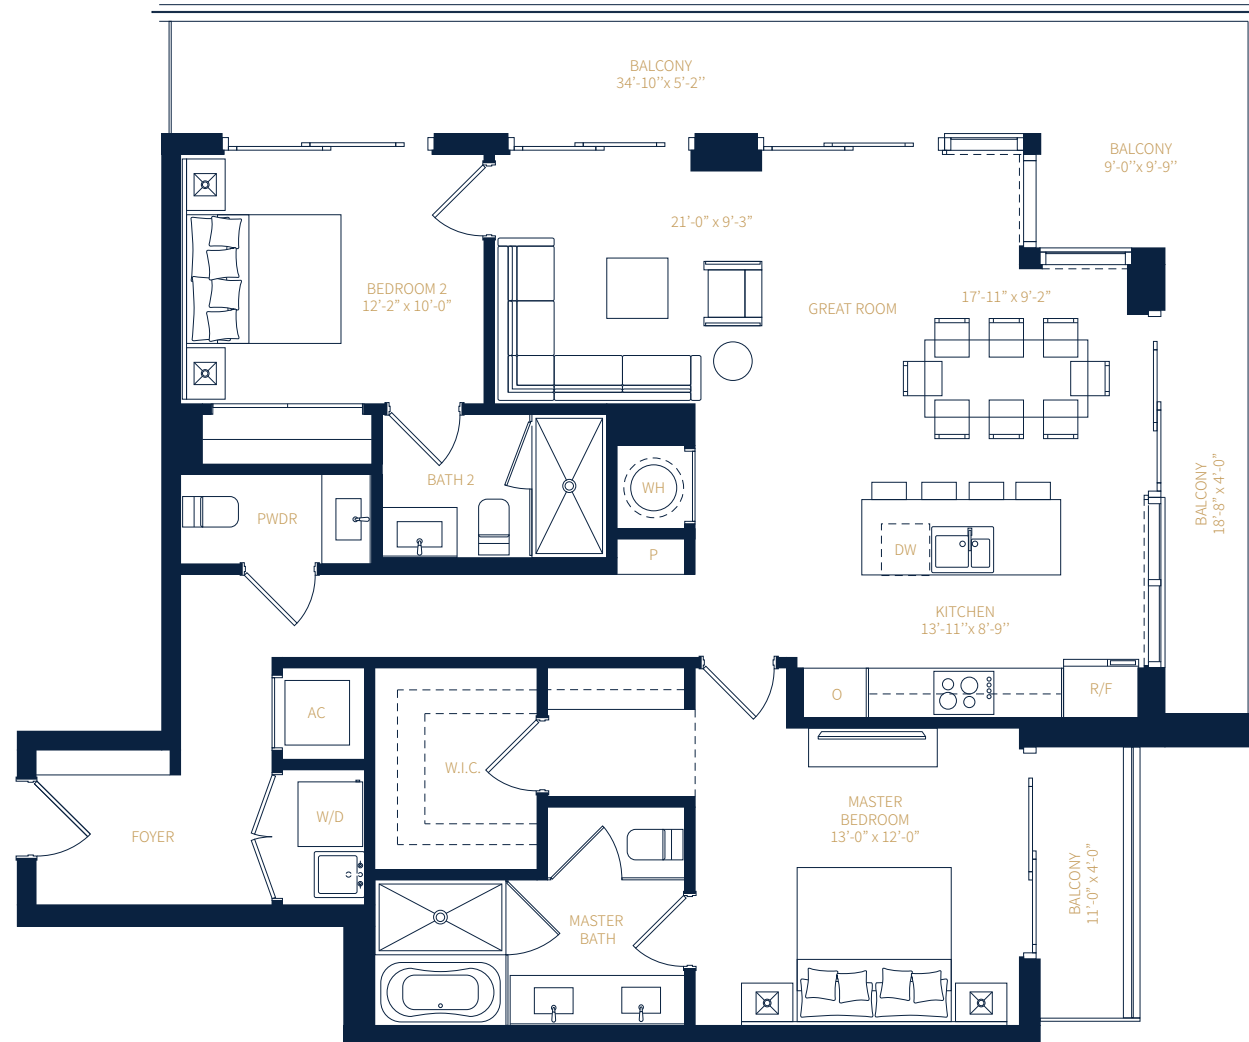 BALCONY
34’-10’’x 5’-2’’
BALCONY
9’-0’’x 9’-9’’
21’-0” x 9’-3”
BEDROOM 2
12’-2” x 10’-0”
17’-11” x 9’-2”
GREAT ROOM
BATH 2
WH
BALCONY
18’-8” x 4’-0”
PWDR
P
DW
KITCHEN
13’-11’’x 8’-9’’
O
R/F
AC
W.I.C.
MASTER
BEDROOM
13’-0” x 12’-0”
W/D
FOYER
BALCONY
11’-0” x 4’-0”
MASTER
BATH